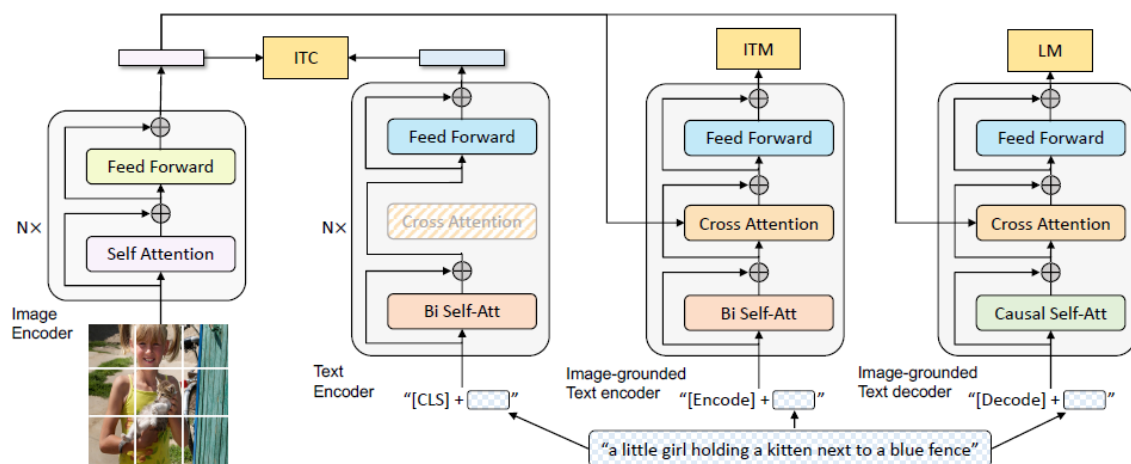 ITC
ITM
LM
Feed Forward
Self Attention
N×
Image
Encoder
Feed Forward
Cross Attention
Bi Self-Att
N×
Text
Encoder
“[CLS] + ”
Feed Forward
Cross Attention
Bi Self-Att
Image-grounded
Text encoder
“[Encode] + ”
Feed Forward
Cross Attention
Causal Self-Att
Image-grounded
Text decoder
“[Decode] + ”
“a little girl holding a kitten next to a blue fence”